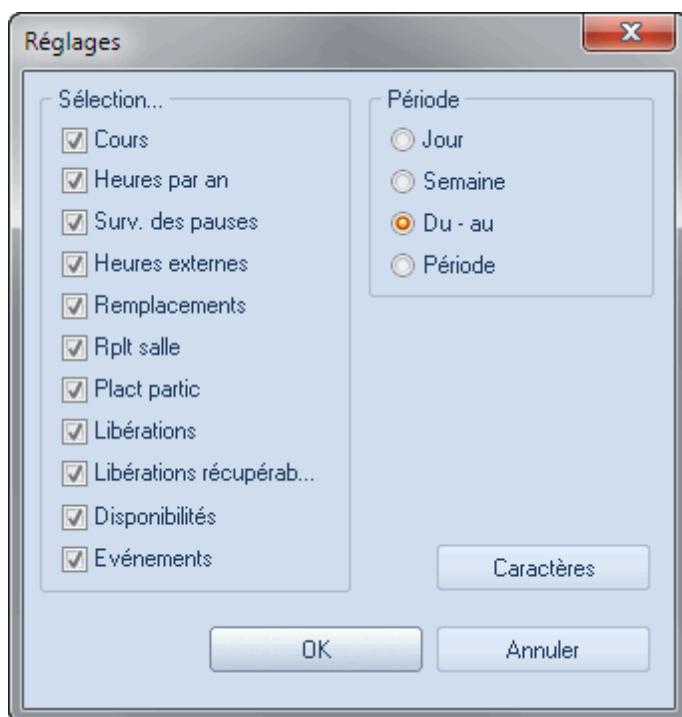 Réglages
Sélection...
Cours
Heures par an
Surv. des pauses
Heures externes
Remplacements
Rplt salle
Plact partic
Libérations
Libérations récupérab...
Disponibilités
Evénements
Période
Jour
Semaine
Du - au
Période
Caractères
OK
Annuler